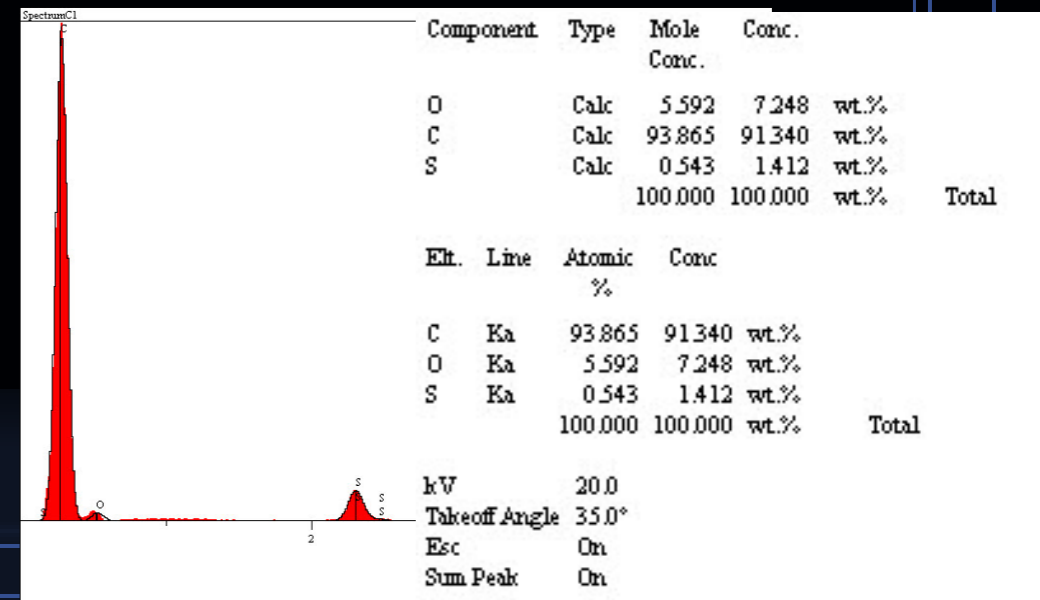 SpectrumC1
C
S
O
S
S
S
2
Component Type Mole Conc.
Conc.
O Calc 5.592 7.248 wt.%
C Calc 93.865 91.340 wt.%
S Calc 0.543 1.412 wt.%
100.000 100.000 wt.% Total
Elt. Line Atomic Conc
%
C Ka 93.865 91.340 wt.%
O Ka 5.592 7.248 wt.%
S Ka 0.543 1.412 wt.%
100.000 100.000 wt.% Total
kV 20.0
Takeoff Angle 35.0°
Esc On
Sum Peak On